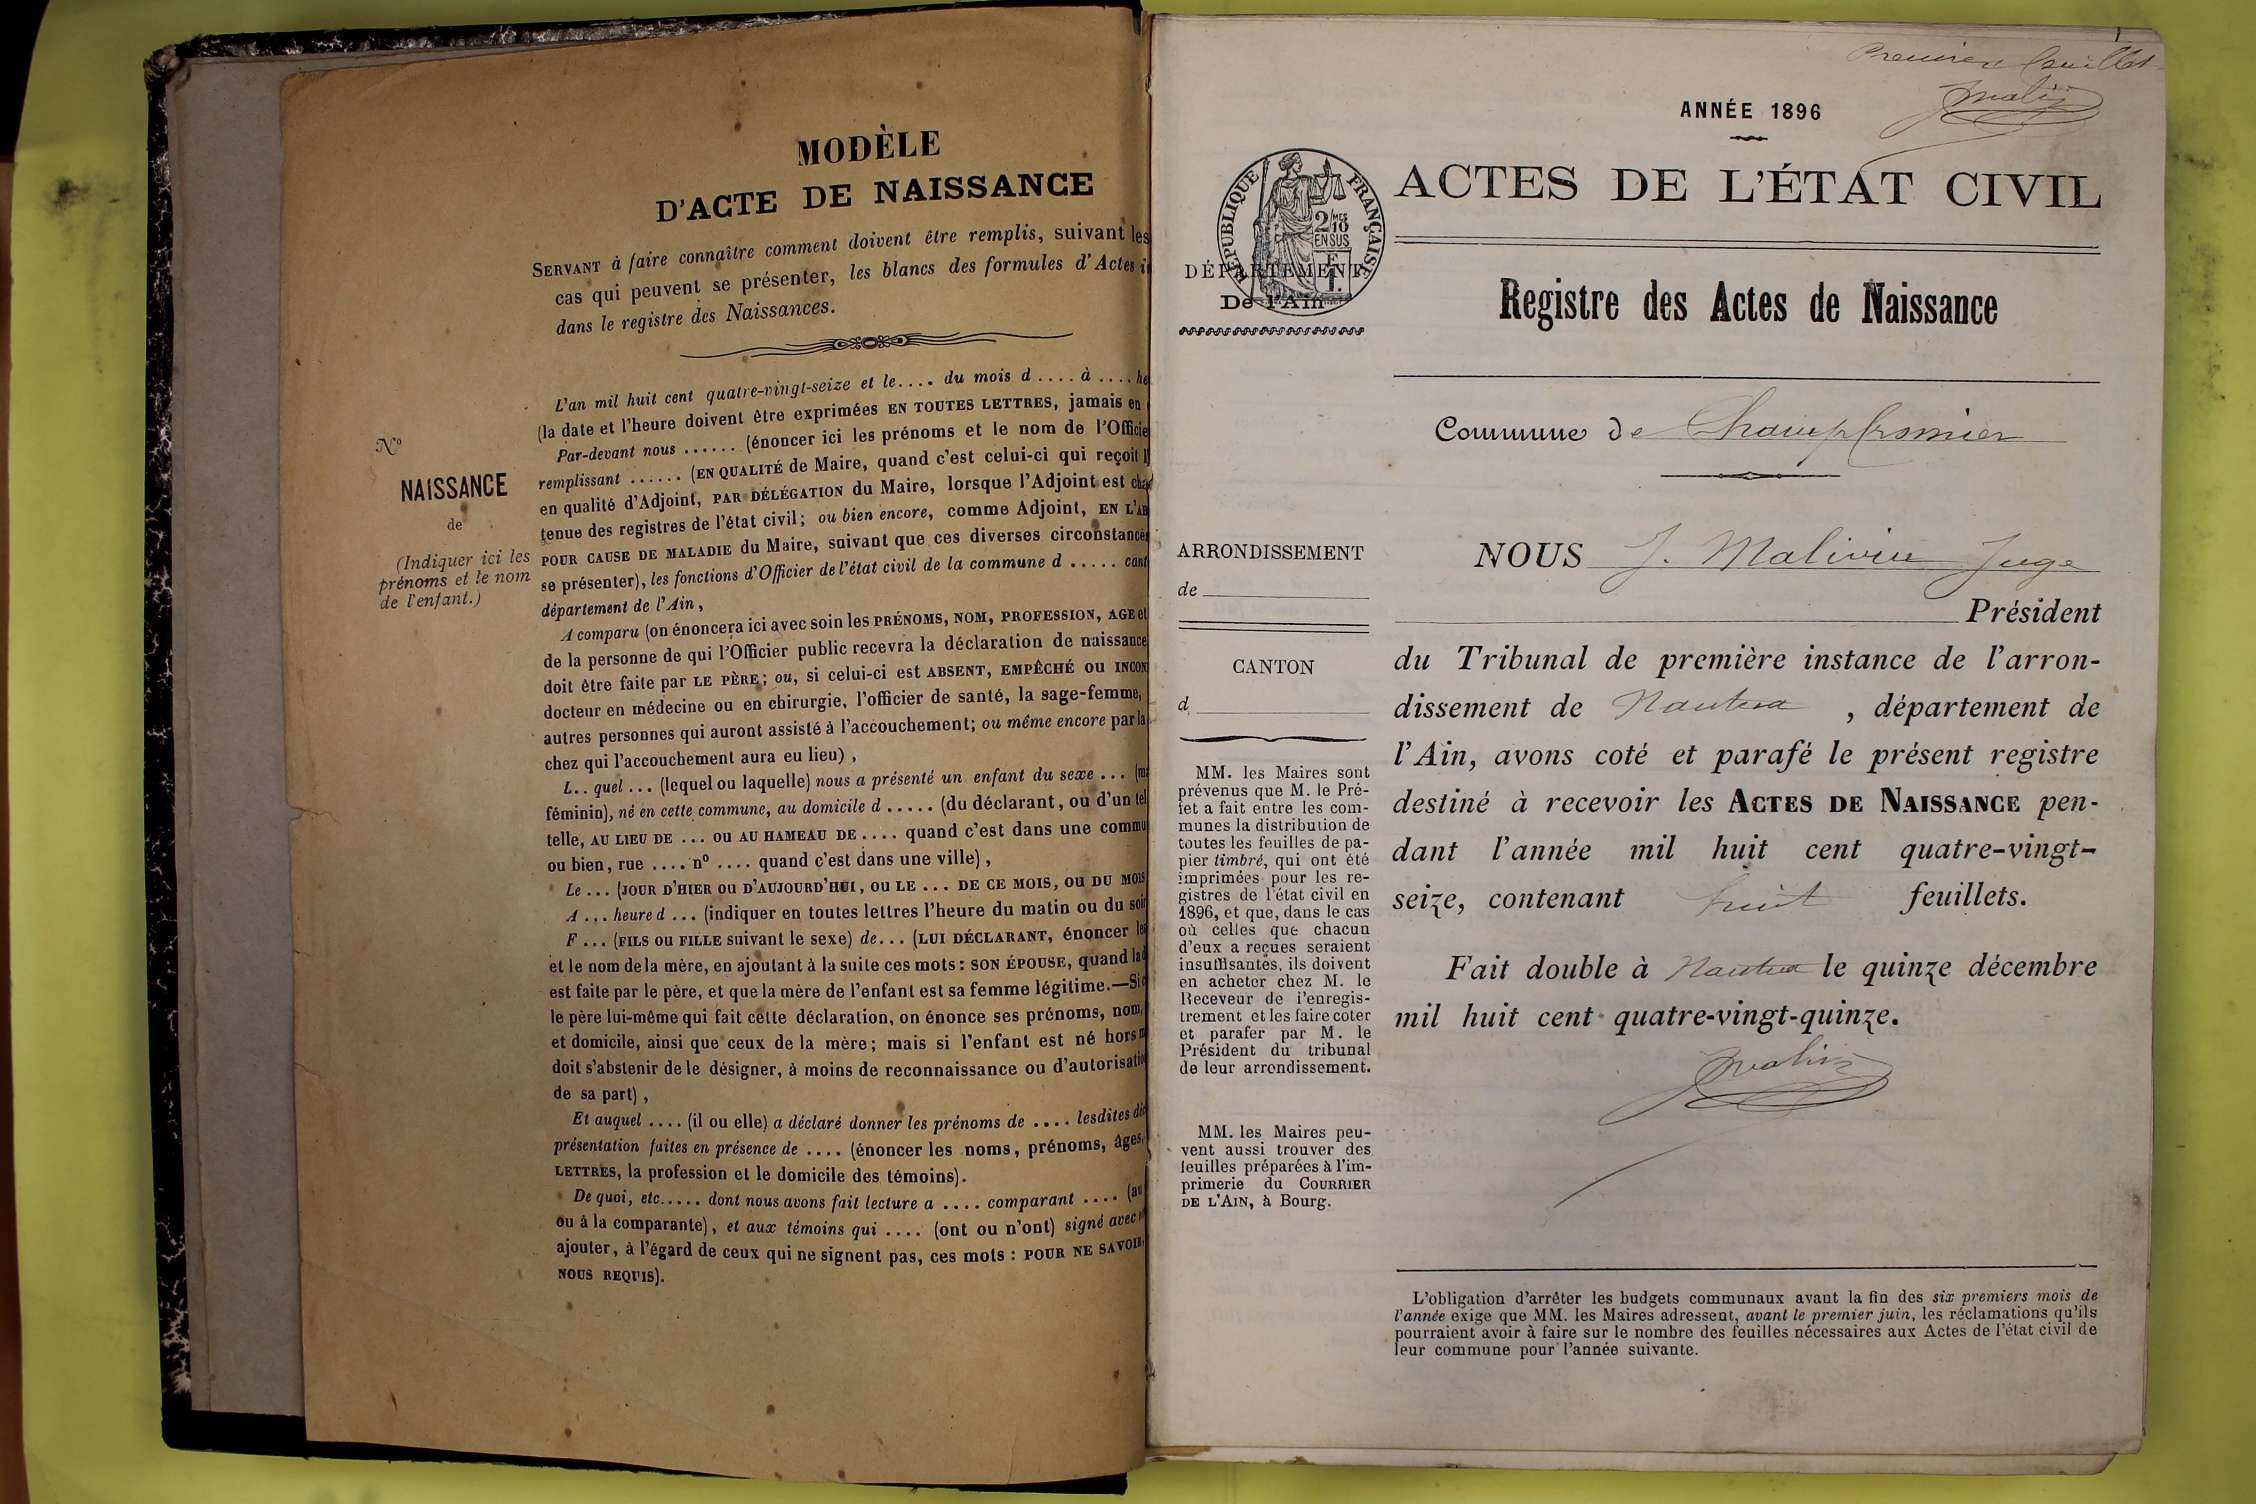 MODÈLE
D'ACTE DE NAISSANCE
SERVANT à faire connaître comment doivent être remplis, suivant les
cas qui peuvent se présenter, les blancs des formules d'Actes
dans le registre des Naissances.
L'an mil huit cent quatre-vingt-seize et le.... du mois d .... à ....
(la date et l'heure doivent être exprimées EN TOUTES LETTRES, jamais en
Par-devant nous ...... (énoncer ici les prénoms et le nom de l'Officie
remplissant ...... (EN QUALITÉ de Maire, quand c'est celui-ci qui reçoit
en qualité d'Adjoint, PAR DÉLÉGATION du Maire, lorsque l'Adjoint est
tenue des registres de l'état civil; ou bien encore, comme Adjoint, EN
POUR CAUSE DE MALADIE du Maire, suivant que ces diverses circonstances
se présenter), les fonctions d'Officier de l'état civil de la commune d ..... cant
département de l'Ain,
No
NAISSANCE
de
(Indiquer ici les
prénoms et le nom
de l'enfant.)
A comparu (on énoncera ici avec soin les PRÉNOMS, NOM, PROFESSION, AGE et
de la personne de qui l'Officier public recevra la déclaration de naissance
doit être faite par LE PÈRE; ou, si celui-ci est ABSENT, EMPÊCHÉ OU INCON
docteur en médecine ou en chirurgie, l'officier de santé, la sage-femme,
autres personnes qui auront assisté à l'accouchement; ou même encore par la
chez qui l'accouchement aura eu lieu),
L.. quel ... (lequel ou laquelle) nous a présenté un enfant du sexe ...
féminin), né en cette commune, au domicile d ..... (du déclarant, ou d'un tel
telle, AU LIEU DE ... OU AU HAMEAU DE .... quand c'est dans une commu
ou bien, rue .... no .... quand c'est dans une ville),
Le ... (JOUR D'HIER OU D'AUJOURD'HUI, OU LE ... DE CE MOIS, OU DU MOIS
A ... heure d ... (indiquer en toutes lettres l'heure du matin ou du soir
F ... (FILS OU FILLE suivant le sexe) de... (LUI DÉCLARANT, énoncer les
et le nom de la mère, en ajoutant à la suite ces mots: SON ÉPOUSE, quand
est faite par le père, et que la mère de l'enfant est sa femme légitime.—Si
le père lui-même qui fait cette déclaration, on énonce ses prénoms, nom,
et domicile, ainsi que ceux de la mère; mais si l'enfant est né hors
doit s'abstenir de le désigner, à moins de reconnaissance ou d'autorisatio
de sa part),
Et auquel .... (il ou elle) a déclaré donner les prénoms de .... lesdites
présentation faites en présence de .... (énoncer les noms, prénoms, âges,
LETTRES, la profession et le domicile des témoins).
De quoi, etc..... dont nous avons fait lecture a .... comparant ....
ou à la comparante), et aux témoins qui .... (ont ou n'ont) signé avec
ajouter, à l'égard de ceux qui ne signent pas, ces mots: POUR NE SAVOIR
NOUS REQUIS).
Premier feuillet
ANNÉE 1896
RÉPUBLIQUE FRANÇAISE
2/10 MES
EN SUS
DÉPARTEMENT
De l'Ain
ACTES DE L'ÉTAT CIVIL
Registre des Actes de Naissance
Commune de Champfromier
ARRONDISSEMENT
de
CANTON
d
MM. les Maires sont
prévenus que M. le Pré-
fet a fait entre les com-
munes la distribution de
toutes les feuilles de pa-
pier timbré, qui ont été
imprimées pour les re-
gistres de l'état civil en
1896, et que, dans le cas
où celles que chacun
d'eux a reçues seraient
insuffisantes, ils doivent
en acheter chez M. le
Receveur de l'enregis-
trement et les faire coter
et parafer par M. le
Président du tribunal
de leur arrondissement.
MM. les Maires peu-
vent aussi trouver des
feuilles préparées à l'im-
primerie du COURRIER
DE L'AIN, à Bourg.
NOUS J. Juge
Président
du Tribunal de première instance de l'arron-
dissement de Nantua, département de
l'Ain, avons coté et parafé le présent registre
destiné à recevoir les ACTES DE NAISSANCE pen-
dant l'année mil huit cent quatre-vingt-
seize, contenant huit feuillets.
Fait double à Nantua le quinze décembre
mil huit cent quatre-vingt-quinze.
L'obligation d'arrêter les budgets communaux avant la fin des six premiers mois de
l'année exige que MM. les Maires adressent, avant le premier juin, les réclamations qu'ils
pourraient avoir à faire sur le nombre des feuilles nécessaires aux Actes de l'état civil de
leur commune pour l'année suivante.